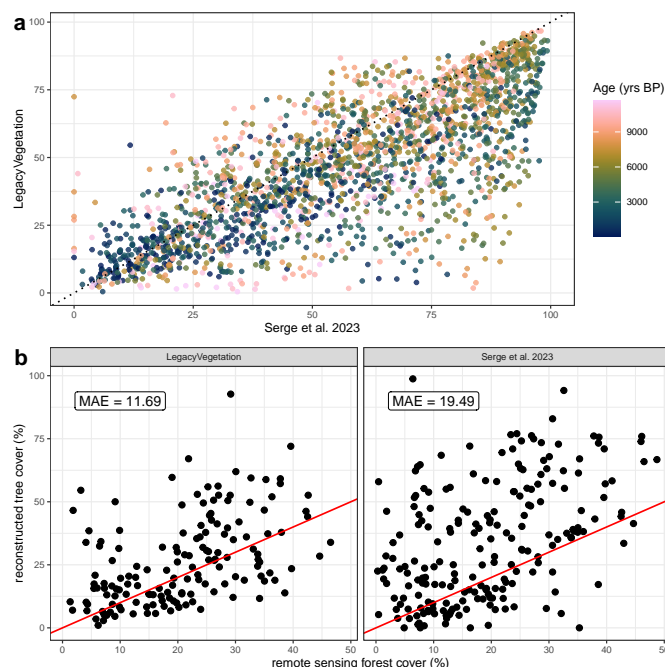 a
100
75
50
25
0
LegacyVegetation
0
25
50
75
100
Serge et al. 2023
Age (yrs BP)
9000
6000
3000
b
LegacyVegetation
Serge et al. 2023
MAE = 11.69
MAE = 19.49
100
75
50
25
0
reconstructed tree cover (%)
0
10
20
30
40
50
0
10
20
30
40
50
remote sensing forest cover (%)